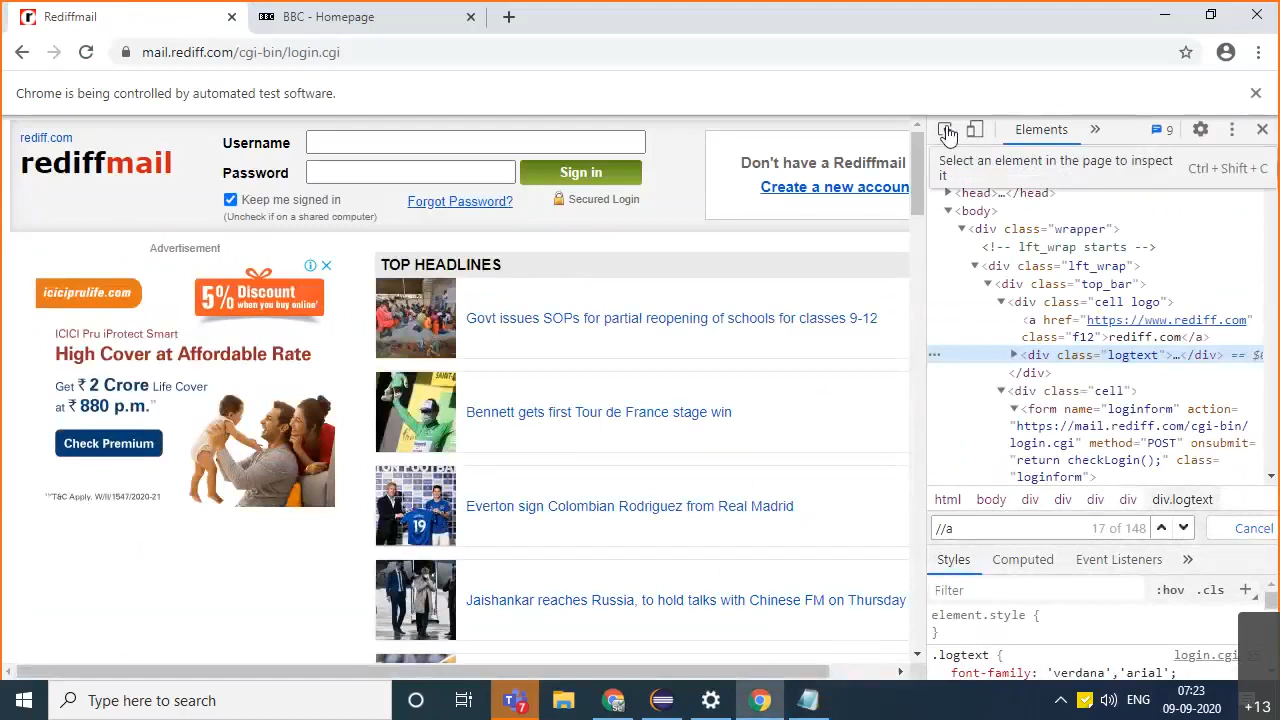 Rediffmail
BBC - Homepage
mail.rediff.com/cgi-bin/login.cgi
Chrome is being controlled by automated test software.
rediff.com
rediffmail
Username
Password
Sign in
Keep me signed in
(Uncheck if on a shared computer)
Forgot Password?
Secured Login
Don't have a Rediffmail
Create a new accoun
Advertisement
iciciprulife.com
5% Discount
when you buy online
ICICI Pru iProtect Smart
High Cover at Affordable Rate
Get ₹ 2 Crore Life Cover
at ₹ 880 p.m.
Check Premium
T&C Apply. W/II/1547/2020-21
TOP HEADLINES
Govt issues SOPs for partial reopening of schools for classes 9-12
Bennett gets first Tour de France stage win
Everton sign Colombian Rodriguez from Real Madrid
19
Jaishankar reaches Russia, to hold talks with Chinese FM on Thursday
Elements
9
Select an element in the page to inspect
it
Ctrl + Shift + C
<head>…</head>
<body>
<div class="wrapper">
<!-- lft_wrap starts -->
<div class="lft_wrap">
<div class="top_bar">
<div class="cell logo">
<a href="https://www.rediff.com"
class="f12">rediff.com</a>
<div class="logtext">…</div> ==
</div>
<div class="cell">
<form name="loginform" action=
"https://mail.rediff.com/cgi-bin/
login.cgi" method="POST" onsubmit=
"return checkLogin();" class=
"loginform">
html body div div div div div.logtext
//a
17 of 148
Cancel
Styles
Computed
Event Listeners
Filter
:hov .cls
element.style {
}
.logtext {
font-family: 'verdana','arial';
Type here to search
7
ENG
07:23
09-09-2020
+13